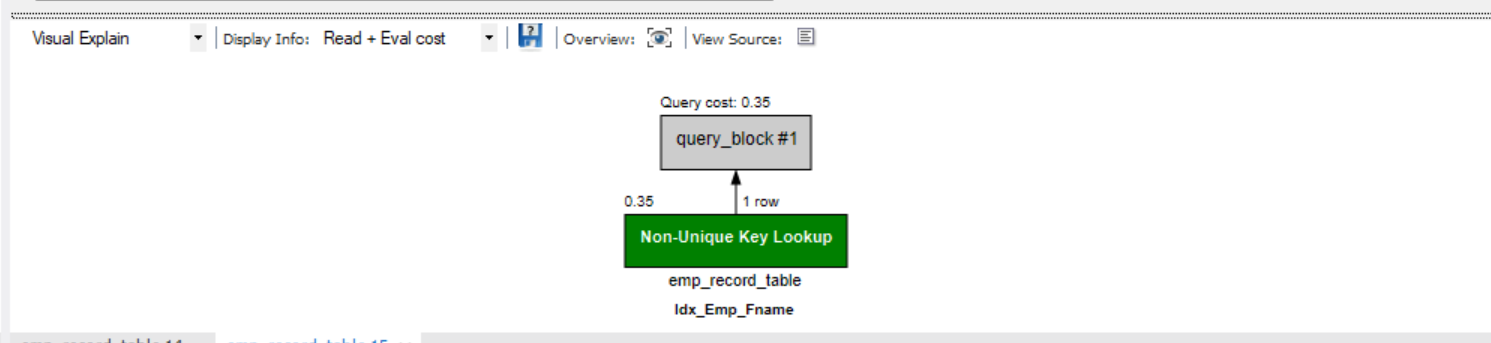 Visual Explain Display Info: Read + Eval cost Overview: View Source:
Query cost: 0.35
query_block #1
0.35 1 row
Non-Unique Key Lookup
emp_record_table
Idx_Emp_Fname